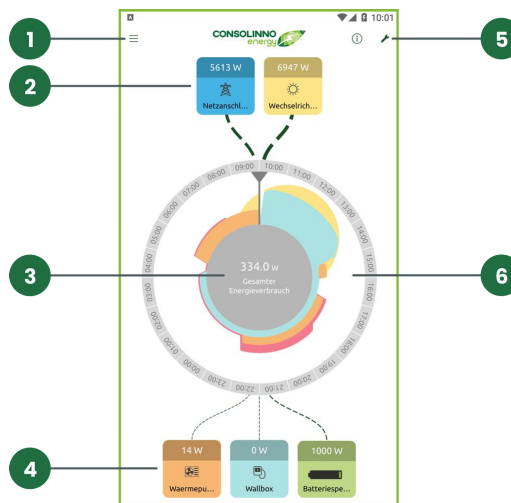 A
10:01
1
CONSOLINNO
energy
5
5613 W
6947 W
2
Netzanschl...
Wechselrich...
09:00
10:00
11:00
12:00
13:00
14:00
15:00
16:00
17:00
18:00
19:00
20:00
21:00
22:00
23:00
00:00
01:00
02:00
03:00
04:00
05:00
06:00
07:00
08:00
3
334.0 W
Gesamter
Energieverbrauch
6
14 W
0 W
1000 W
4
Waermepu...
Wallbox
Batteriespe...